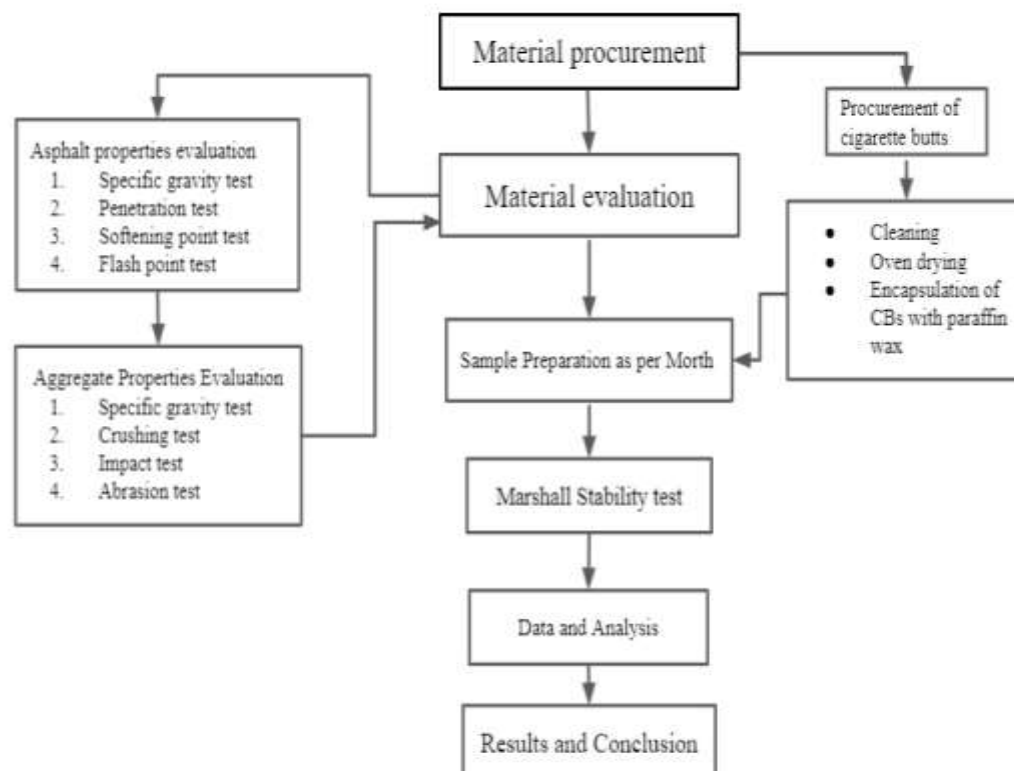 Material procurement
Procurement of
cigarette butts
Asphalt properties evaluation
1. Specific gravity test
2. Penetration test
3. Softening point test
4. Flash point test
Material evaluation
● Cleaning
● Oven drying
● Encapsulation of
CBs with paraffin
wax
Aggregate Properties Evaluation
1. Specific gravity test
2. Crushing test
3. Impact test
4. Abrasion test
Sample Preparation as per Morth
Marshall Stability test
Data and Analysis
Results and Conclusion